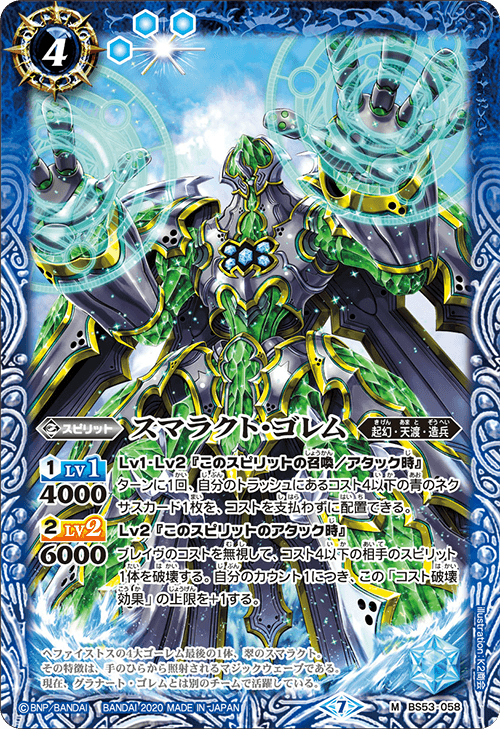 4
スピリット
スマラクト・ゴレム
起幻・天渡・造兵
1 LV1 4000
Lv1・Lv2『このスピリットの召喚/アタック時』
ターンに1回、自分のトラッシュにあるコスト4以下の青のネク
サスカード1枚を、コストを支払わずに配置できる。
2 LV2 6000
Lv2『このスピリットのアタック時』
ブレイヴのコストを無視して、コスト4以下の相手のスピリット
1体を破壊する。自分のカウント1につき、この「コスト破壊
効果」の上限を+1する。
ヘファイストスの4大ゴーレム最後の1体、翠のスマラクト。
その特徴は、手のひらから照射されるマジックウェーブである。
現在、グラナート・ゴレムとは別のチームで活躍している。
illustration KS商会
©BNP/BANDAI BANDAI 2020 MADE IN JAPAN
7
M BS53-058